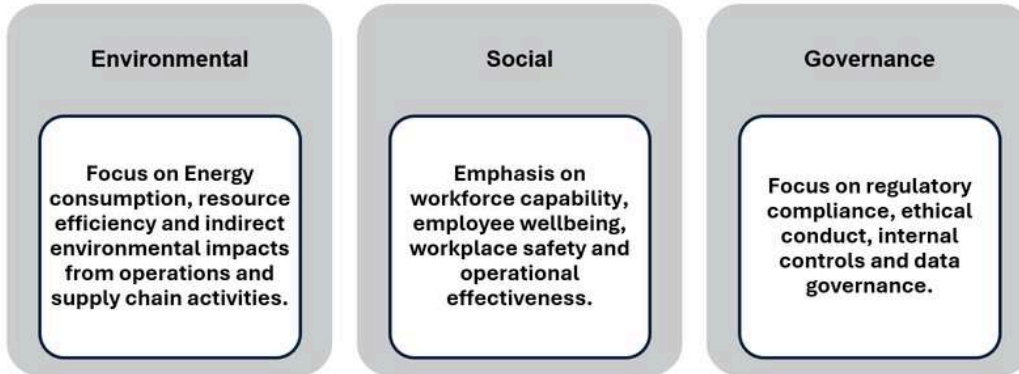 Environmental
Focus on Energy
consumption, resource
efficiency and indirect
environmental impacts
from operations and
supply chain activities.
Social
Emphasis on
workforce capability,
employee wellbeing,
workplace safety and
operational
effectiveness.
Governance
Focus on regulatory
compliance, ethical
conduct, internal
controls and data
governance.